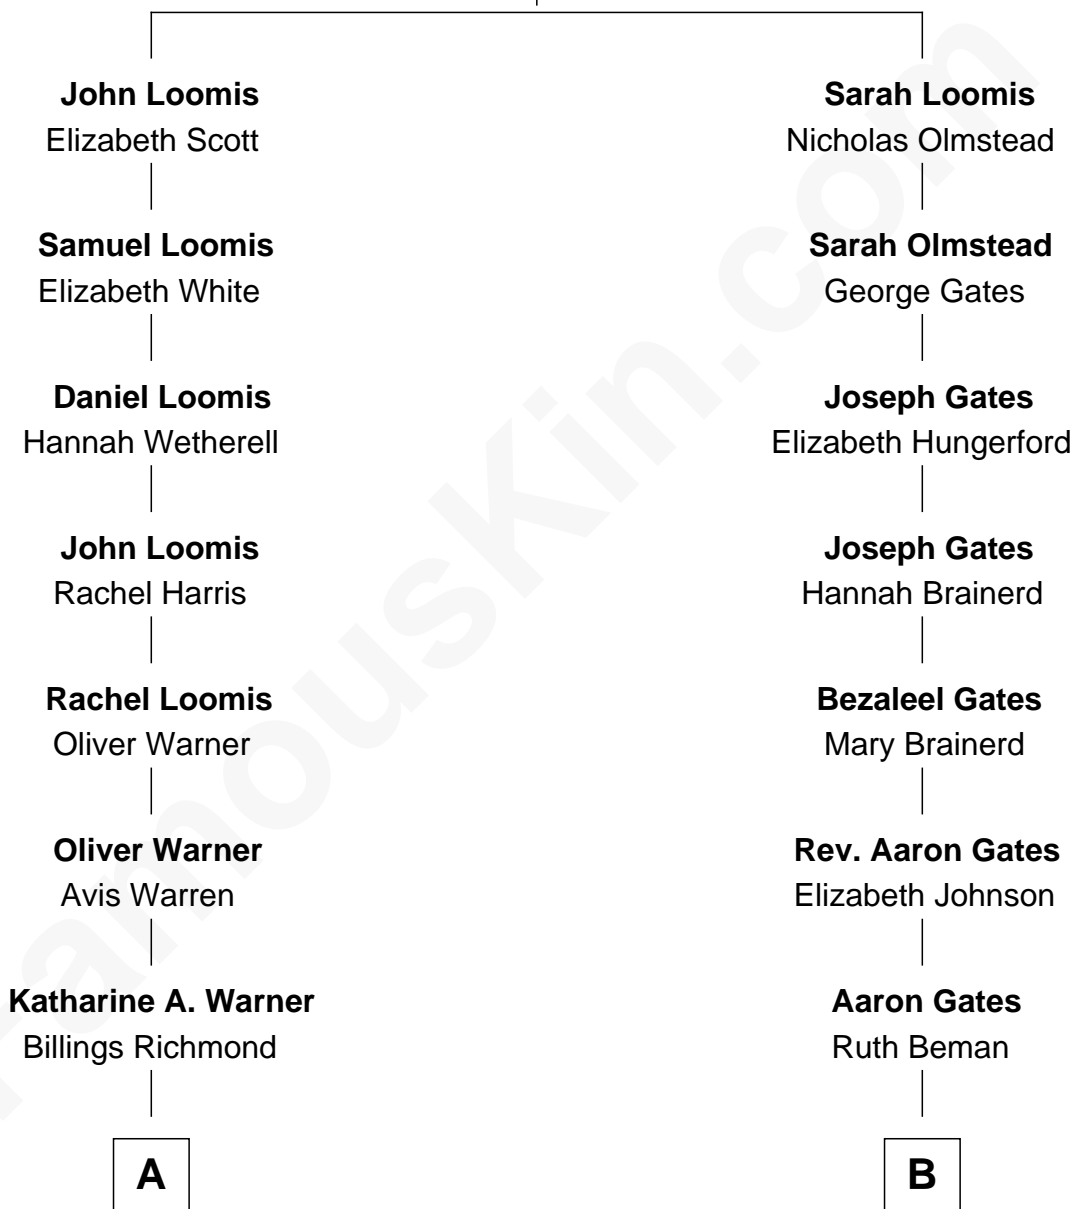 John Loomis
Elizabeth Scott
Samuel Loomis
Elizabeth White
Daniel Loomis
Hannah Wetherell
John Loomis
Rachel Harris
Rachel Loomis
Oliver Warner
Oliver Warner
Avis Warren
Katharine A. Warner
Billings Richmond
A
Sarah Loomis
Nicholas Olmstead
Sarah Olmstead
George Gates
Joseph Gates
Elizabeth Hungerford
Joseph Gates
Hannah Brainerd
Bezaleel Gates
Mary Brainerd
Rev. Aaron Gates
Elizabeth Johnson
Aaron Gates
Ruth Beman
B
FamousKin.com